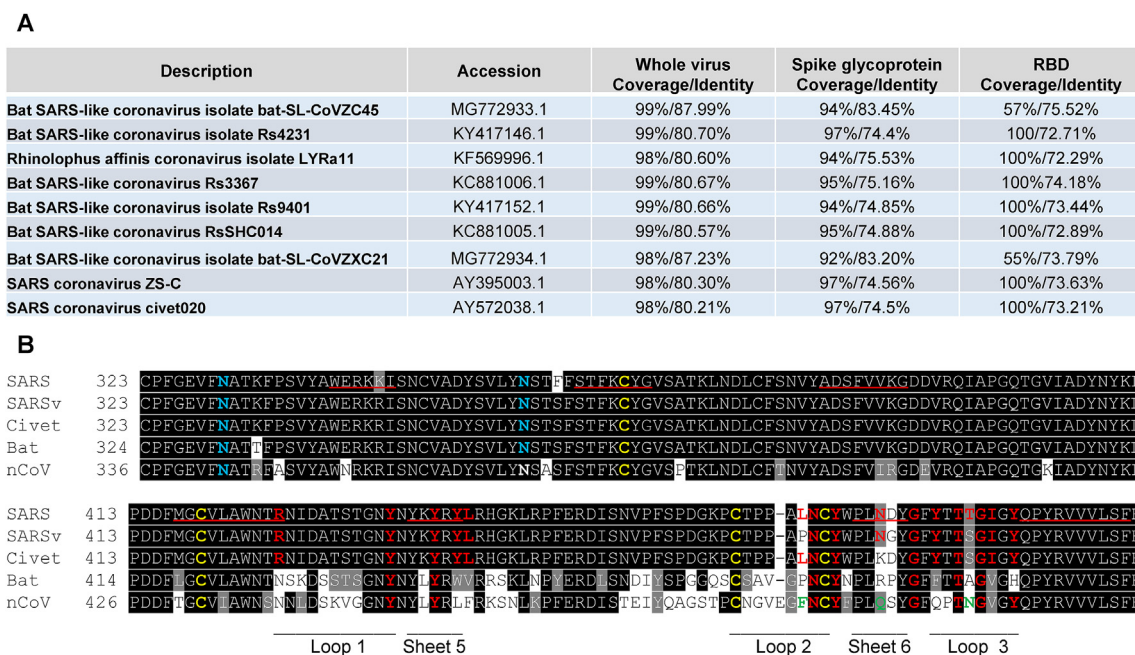 A
Description Accession Whole virus Coverage/Identity Spike glycoprotein Coverage/Identity RBD Coverage/Identity
Bat SARS-like coronavirus isolate bat-SL-CoVZC45 MG772933.1 99%/87.99% 94%/83.45% 57%/75.52%
Bat SARS-like coronavirus isolate Rs4231 KY417146.1 99%/80.70% 97%/74.4% 100/72.71%
Rhinolophus affinis coronavirus isolate LYRa11 KF569996.1 98%/80.60% 94%/75.53% 100%/72.29%
Bat SARS-like coronavirus Rs3367 KC881006.1 99%/80.67% 95%/75.16% 100%74.18%
Bat SARS-like coronavirus isolate Rs9401 KY417152.1 99%/80.66% 94%/74.85% 100%/73.44%
Bat SARS-like coronavirus RsSHC014 KC881005.1 99%/80.57% 95%/74.88% 100%/72.89%
Bat SARS-like coronavirus isolate bat-SL-CoVZXC21 MG772934.1 98%/87.23% 92%/83.20% 55%/73.79%
SARS coronavirus ZS-C AY395003.1 98%/80.30% 97%/74.56% 100%/73.63%
SARS coronavirus civet020 AY572038.1 98%/80.21% 97%/74.5% 100%/73.21%
B
SARS 323 CPFGEVFNATKFPSVYAWERKKISNCVADYSVLYNSTFFSTFKCYGVSATKLNDLCFSNVYADSFVVKGDDVRQIAPGQTGVIADYNYKL
SARSv 323 CPFGEVFNATKFPSVYAWERKRISNCVADYSVLYNSTSFSTFKCYGVSATKLNDLCFSNVYADSFVVKGDDVRQIAPGQTGVIADYNYKL
Civet 323 CPFGEVFNATKFPSVYAWERKRISNCVADYSVLYNSTSFSTFKCYGVSATKLNDLCFSNVYADSFVVKGDDVRQIAPGQTGVIADYNYKL
Bat 324 CPFGEVFNATTFPSVYAWERKRISNCVADYSVLYNSTSFSTFKCYGVSATKLNDLCFSNVYADSFVVKGDDVRQIAPGQTGVIADYNYKL
nCoV 336 CPFGEVFNATRFASVYAWNRKRISNCVADYSVLYNSASFSTFKCYGVSPTKLNDLCFTNVYADSFVIRGDEVRQIAPGQTGKIADYNYKL
SARS 413 PDDFMGCVLAWNTRNIDATSTGNYNYKYRYLRHGKLRPFERDISNVPFSPDGKPCTPP-ALNCYWPLNDYGFYTTTGIGYQPYRVVVLSF
SARSv 413 PDDFMGCVLAWNTRNIDATSTGNYNYKYRYLRHGKLRPFERDISNVPFSPDGKPCTPP-APNCYWPLNGYGFYTTSGIGYQPYRVVVLSF
Civet 413 PDDFMGCVLAWNTRNIDATSTGNYNYKYRYLRHGKLRPFERDISNVPFSPDGKPCTPP-ALNCYWPLKDYGFYTTSGIGYQPYRVVVLSF
Bat 414 PDDFLGCVLAWNTNSKDSSTSGNYNYLYRWVRRSKLNPYERDLSNDIYSPGGQSCSAV-GPNCYNPLRPYGFFTTAGVGHQPYRVVVLSF
nCoV 426 PDDFTGCVIAWNSNNLDSKVGGNYNYLYRLFRKSNLKPFERDISTEIYQAGSTPCNGVEGFNCYFPLQSYGFQPTNGVGYQPYRVVVLSF
Loop 1 Sheet 5 Loop 2 Sheet 6 Loop 3